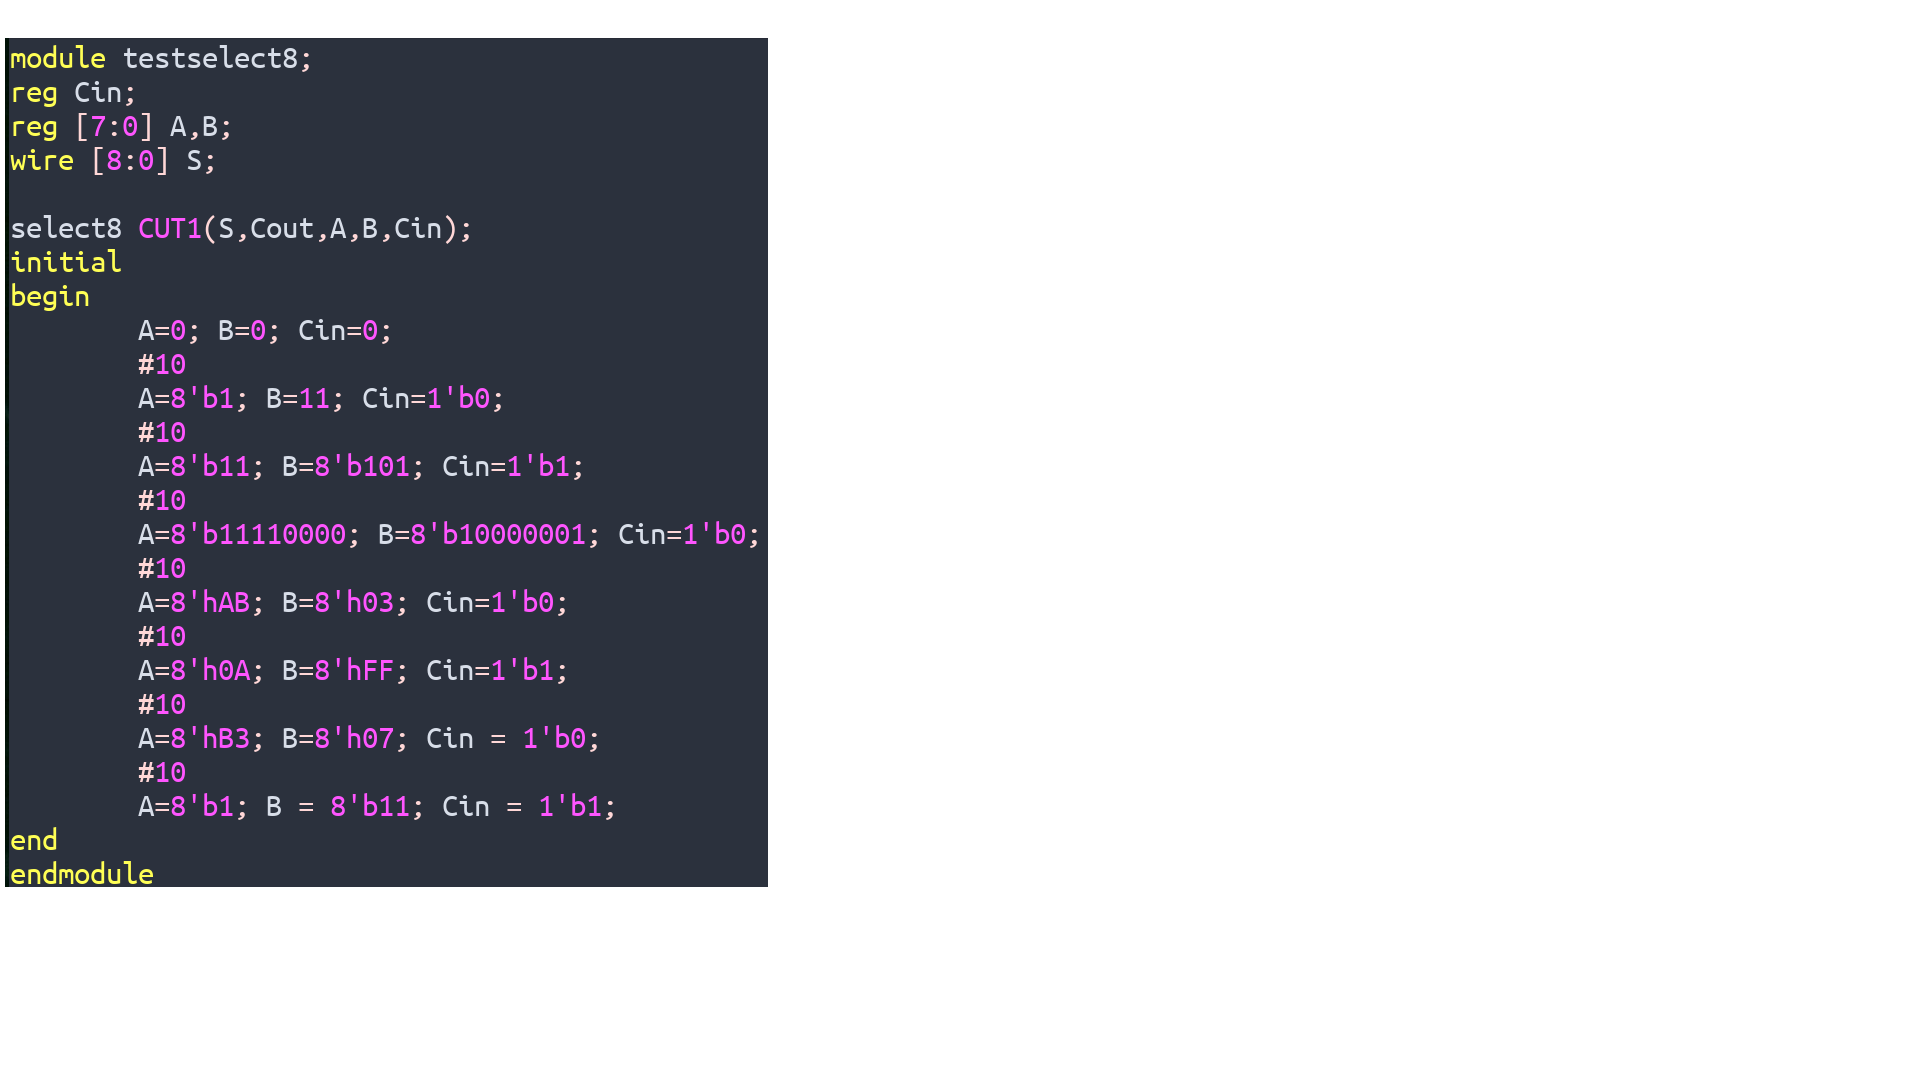 module testselect8;
reg Cin;
reg [7:0] A,B;
wire [8:0] S;
select8 CUT1(S,Cout,A,B,Cin);
initial
begin
A=0; B=0; Cin=0;
#10
A=8'b1; B=11; Cin=1'b0;
#10
A=8'b11; B=8'b101; Cin=1'b1;
#10
A=8'b11110000; B=8'b10000001; Cin=1'b0;
#10
A=8'hAB; B=8'h03; Cin=1'b0;
#10
A=8'h0A; B=8'hFF; Cin=1'b1;
#10
A=8'hB3; B=8'h07; Cin = 1'b0;
#10
A=8'b1; B = 8'b11; Cin = 1'b1;
end
endmodule